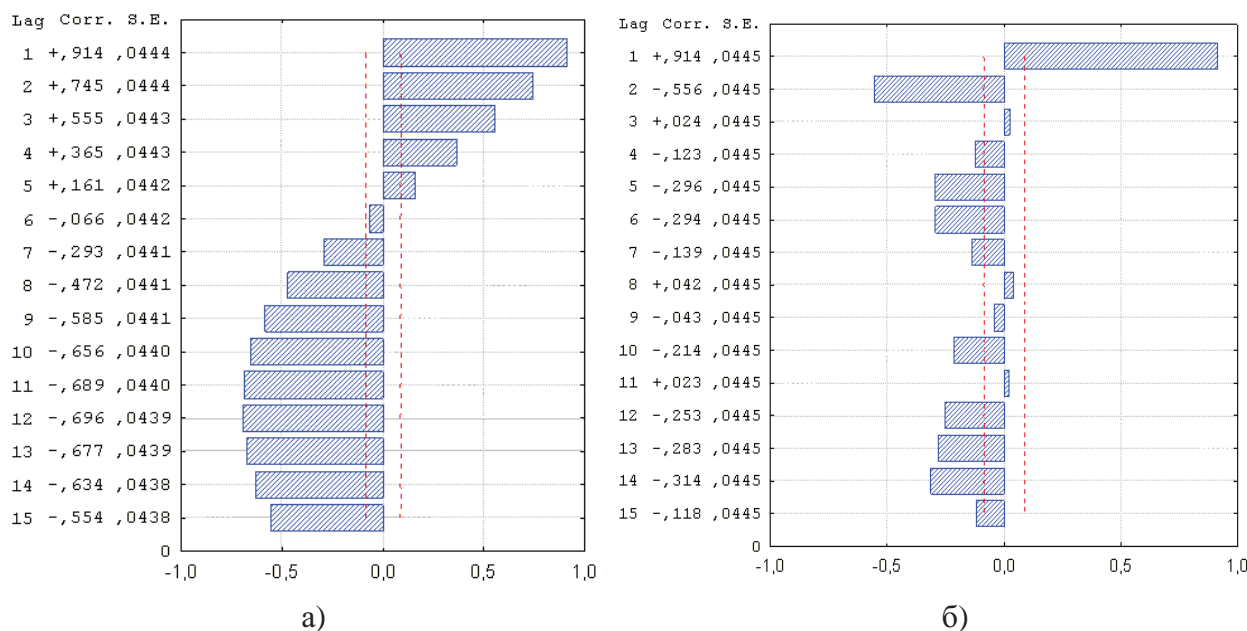 Lag Corr. S.E.
1 +,914 ,0444
2 +,745 ,0444
3 +,555 ,0443
4 +,365 ,0443
5 +,161 ,0442
6 -,066 ,0442
7 -,293 ,0441
8 -,472 ,0441
9 -,585 ,0441
10 -,656 ,0440
11 -,689 ,0440
12 -,696 ,0439
13 -,677 ,0439
14 -,634 ,0438
15 -,554 ,0438
0
-1,0 -0,5 0,0 0,5 1,0
а)
Lag Corr. S.E.
1 +,914 ,0445
2 -,556 ,0445
3 +,024 ,0445
4 -,123 ,0445
5 -,296 ,0445
6 -,294 ,0445
7 -,139 ,0445
8 +,042 ,0445
9 -,043 ,0445
10 -,214 ,0445
11 +,023 ,0445
12 -,253 ,0445
13 -,283 ,0445
14 -,314 ,0445
15 -,118 ,0445
0
-1,0 -0,5 0,0 0,5 1,0
б)